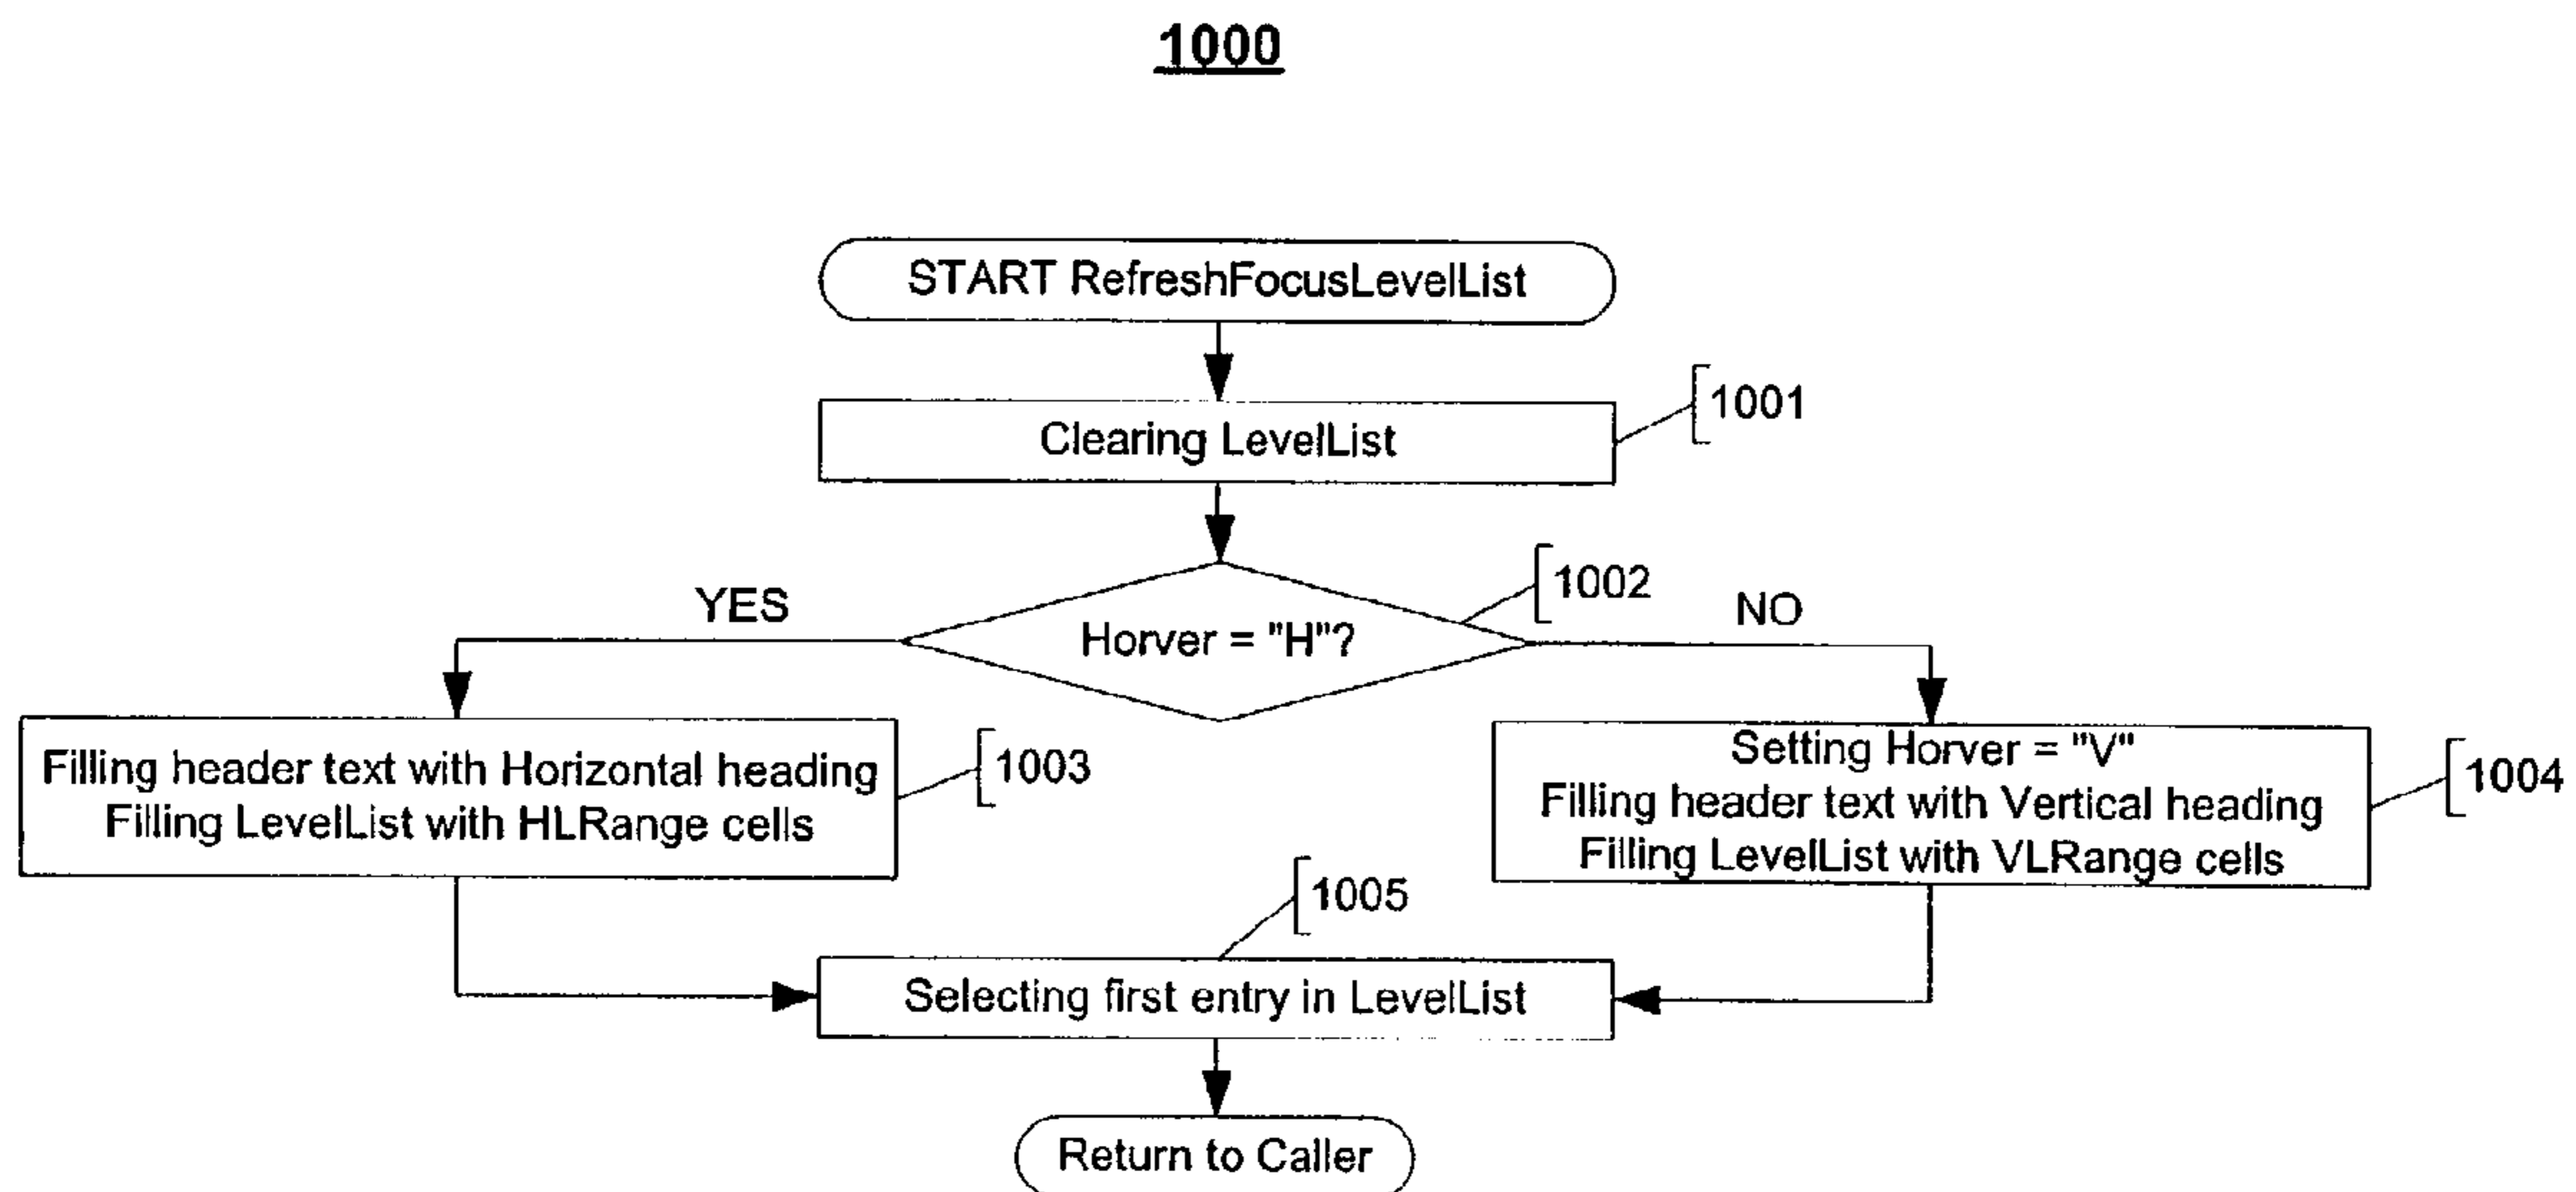 1000
START RefreshFocusLevelList
Clearing LevelList
1001
Horver = "H"?
1002
YES
NO
Filling header text with Horizontal heading
Filling LevelList with HLRange cells
1003
Setting Horver = "V"
Filling header text with Vertical heading
Filling LevelList with VLRange cells
1004
1005
Selecting first entry in LevelList
Return to Caller